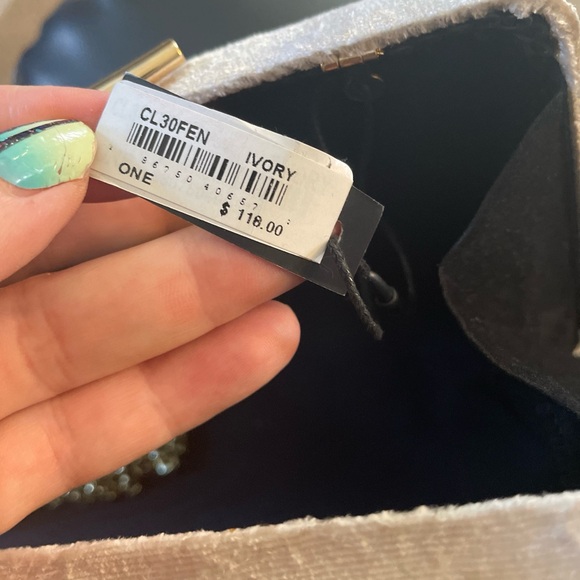 CL30FEN IVORY
ONE
$ 118.00